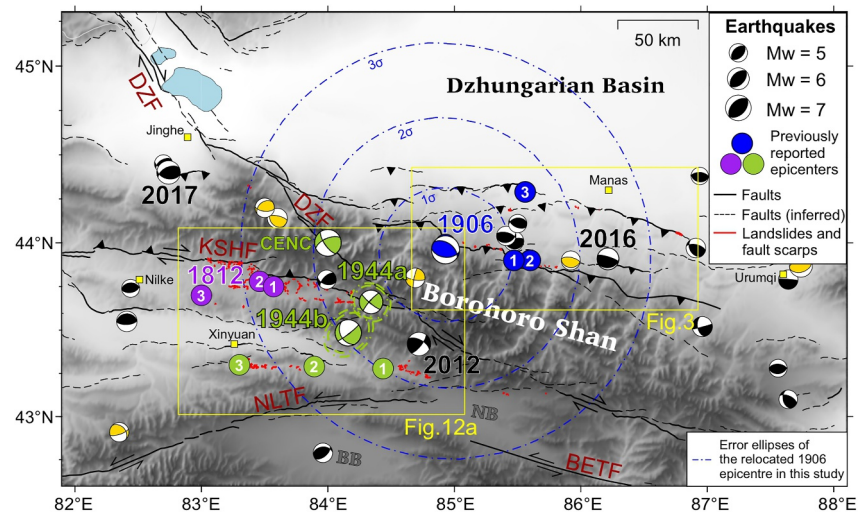 45°N
44°N
43°N
82°E
83°E
84°E
85°E
86°E
87°E
88°E
50 km
3σ
2σ
1σ
Dzhungarian Basin
DZF
Jinghe
2017
DZF
CENC
KSHF
1812
3
2
1
Nilke
1944a
1944b
Xinyuan
3
2
1
2012
NLTF
BB
NB
BETF
1906
3
1
2
2016
Manas
Urumqi
Borohoro Shan
Fig.3
Fig.12a
Earthquakes
Mw = 5
Mw = 6
Mw = 7
Previously
reported
epicenters
Faults
Faults (inferred)
Landslides and
fault scarps
Error ellipses of
the relocated 1906
epicentre in this study